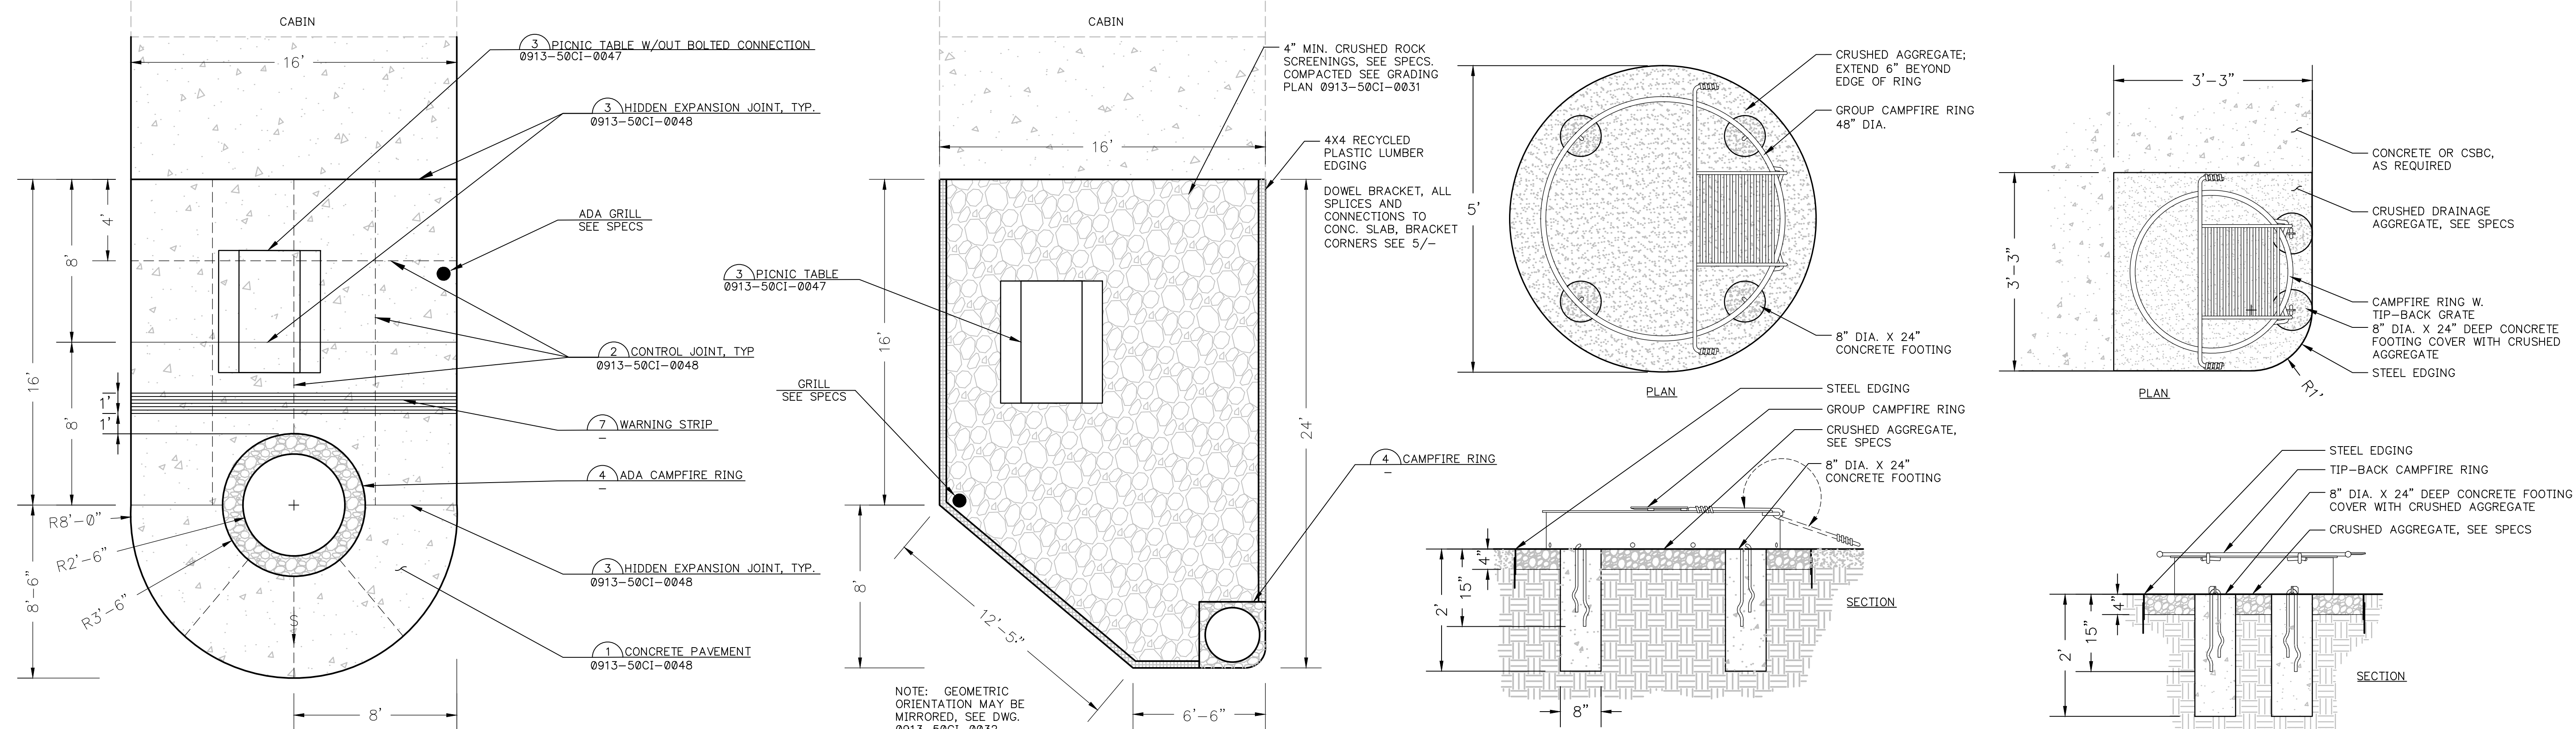 CABIN
16'
3 PICNIC TABLE W/OUT BOLTED CONNECTION
0913-50CI-0047
3 HIDDEN EXPANSION JOINT, TYP.
0913-50CI-0048
ADA GRILL
SEE SPECS
2 CONTROL JOINT, TYP
0913-50CI-0048
7 WARNING STRIP
-
4 ADA CAMPFIRE RING
-
3 HIDDEN EXPANSION JOINT, TYP.
0913-50CI-0048
1 CONCRETE PAVEMENT
0913-50CI-0048
16'
8'
4'
8'
1'
1'
R8'-0"
R2'-6"
R3'-6"
8'-6"
S
8'
CABIN
16'
4" MIN. CRUSHED ROCK
SCREENINGS, SEE SPECS.
COMPACTED SEE GRADING
PLAN 0913-50CI-0031
4X4 RECYCLED
PLASTIC LUMBER
EDGING
DOWEL BRACKET, ALL
SPLICES AND
CONNECTIONS TO
CONC. SLAB, BRACKET
CORNERS SEE 5/-
3 PICNIC TABLE
0913-50CI-0047
GRILL
SEE SPECS
4 CAMPFIRE RING
-
16'
24'
8'
12'-5"
6'-6"
NOTE: GEOMETRIC
ORIENTATION MAY BE
MIRRORED, SEE DWG.
0913-50CI-0032
5'
CRUSHED AGGREGATE;
EXTEND 6" BEYOND
EDGE OF RING
GROUP CAMPFIRE RING
48" DIA.
8" DIA. X 24"
CONCRETE FOOTING
PLAN
STEEL EDGING
GROUP CAMPFIRE RING
CRUSHED AGGREGATE,
SEE SPECS
8" DIA. X 24"
CONCRETE FOOTING
4"
15"
2'
8"
SECTION
3'-3"
3'-3"
CONCRETE OR CSBC,
AS REQUIRED
CRUSHED DRAINAGE
AGGREGATE, SEE SPECS
CAMPFIRE RING W.
TIP-BACK GRATE
8" DIA. X 24" DEEP CONCRETE
FOOTING COVER WITH CRUSHED
AGGREGATE
STEEL EDGING
R1'
PLAN
STEEL EDGING
TIP-BACK CAMPFIRE RING
8" DIA. X 24" DEEP CONCRETE FOOTING
COVER WITH CRUSHED AGGREGATE
CRUSHED AGGREGATE, SEE SPECS
4"
15"
2'
SECTION